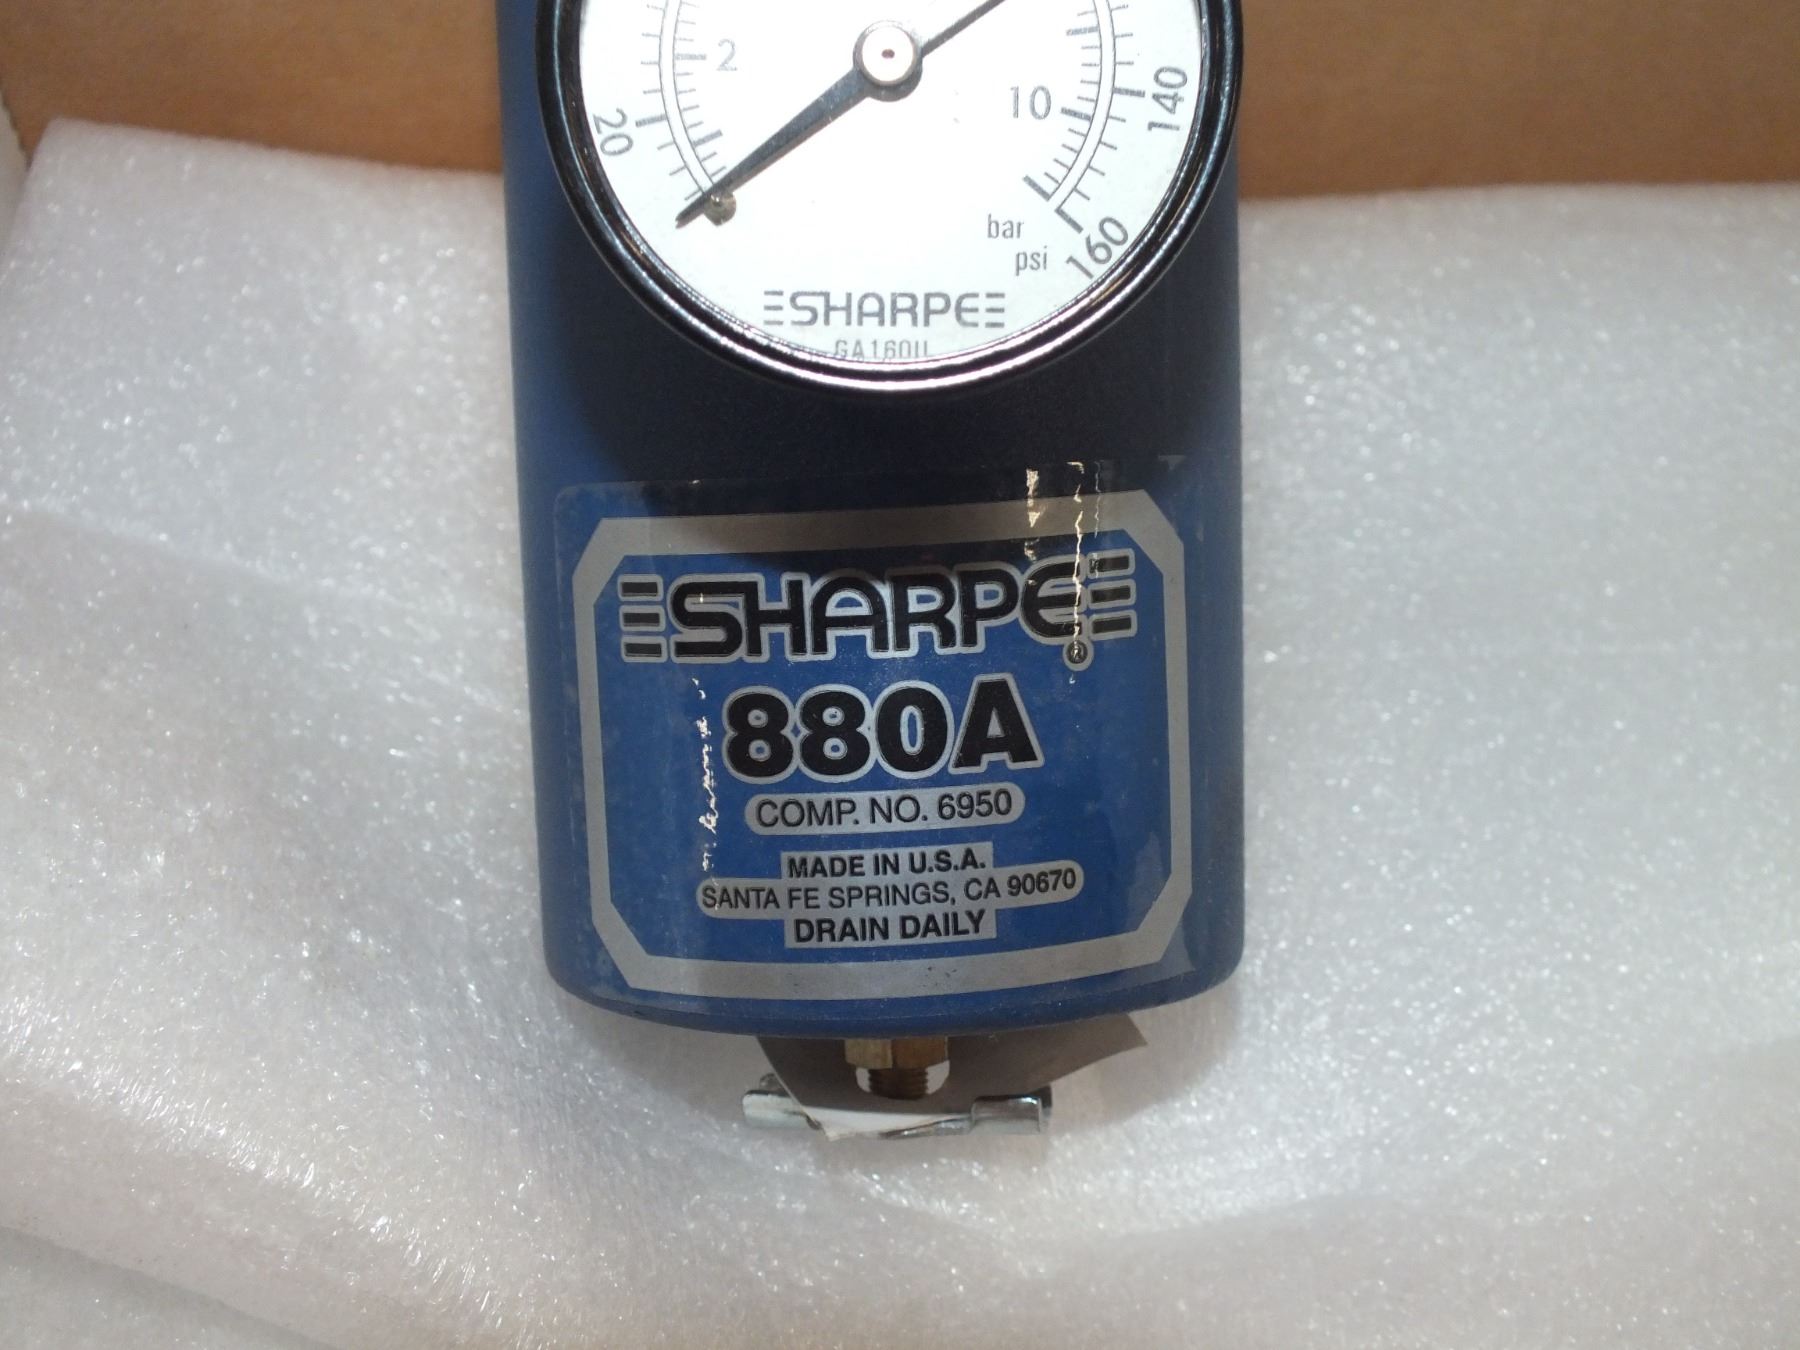 2
20
10
140
bar
psi
160
SHARPE
SHARPE®
880A
COMP. NO. 6950
MADE IN U.S.A.
SANTA FE SPRINGS, CA 90670
DRAIN DAILY